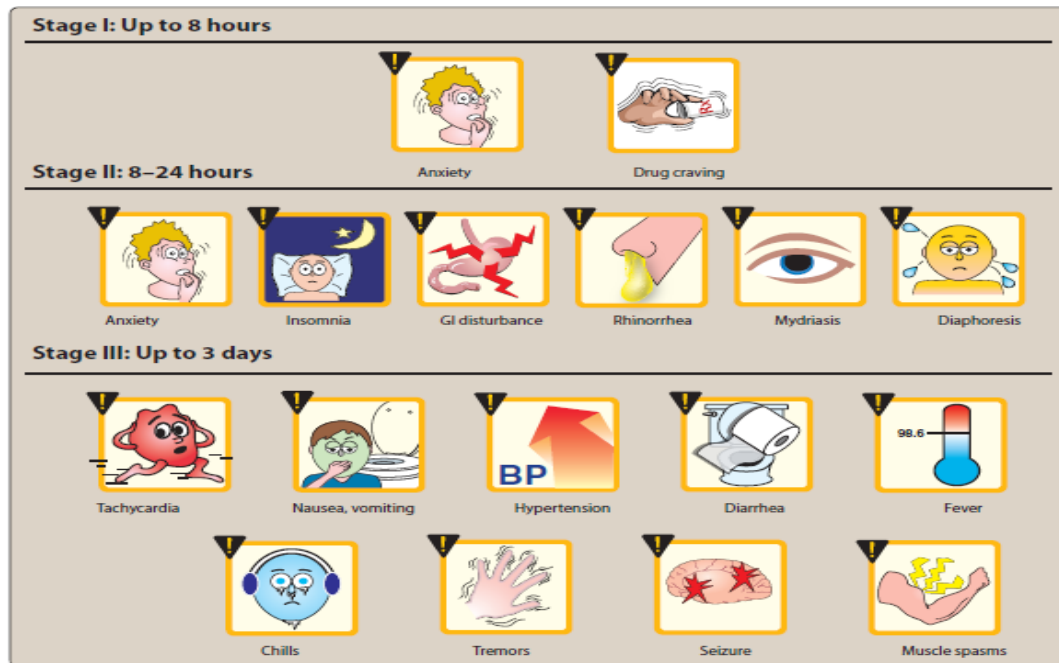 Stage I: Up to 8 hours
! !
Rx
Anxiety Drug craving
Stage II: 8–24 hours
! ! ! ! ! !
Anxiety Insomnia GI disturbance Rhinorrhea Mydriasis Diaphoresis
Stage III: Up to 3 days
! ! ! ! !
98.6
BP
Tachycardia Nausea, vomiting Hypertension Diarrhea Fever
! ! ! !
Chills Tremors Seizure Muscle spasms